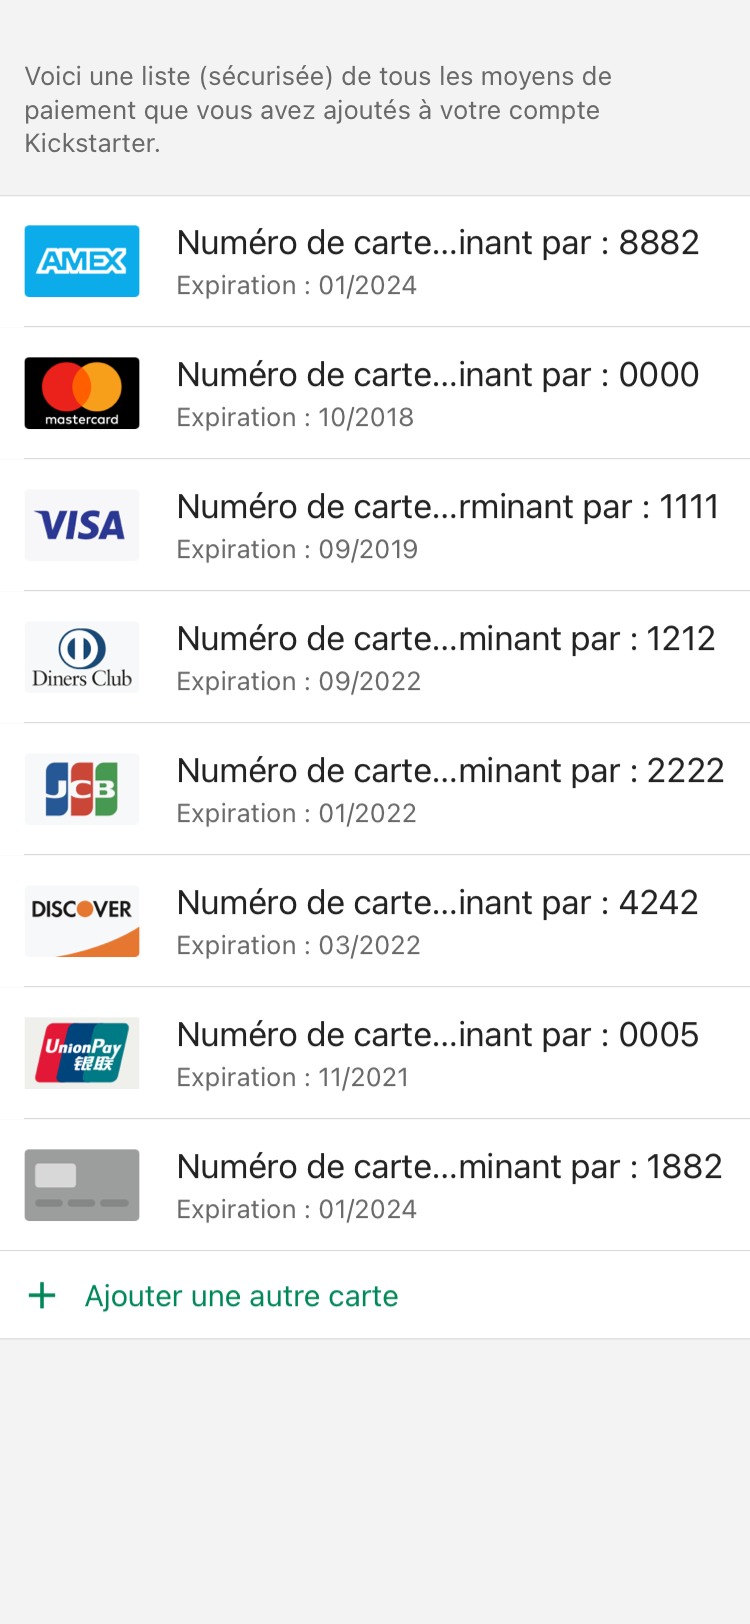 Voici une liste (sécurisée) de tous les moyens de
paiement que vous avez ajoutés à votre compte
Kickstarter.
AMEX
Numéro de carte...inant par : 8882
Expiration : 01/2024
mastercard
Numéro de carte...inant par : 0000
Expiration : 10/2018
VISA
Numéro de carte...rminant par : 1111
Expiration : 09/2019
Diners Club
Numéro de carte...minant par : 1212
Expiration : 09/2022
JCB
Numéro de carte...minant par : 2222
Expiration : 01/2022
DISCOVER
Numéro de carte...inant par : 4242
Expiration : 03/2022
UnionPay
银联
Numéro de carte...inant par : 0005
Expiration : 11/2021
Numéro de carte...minant par : 1882
Expiration : 01/2024
+ Ajouter une autre carte